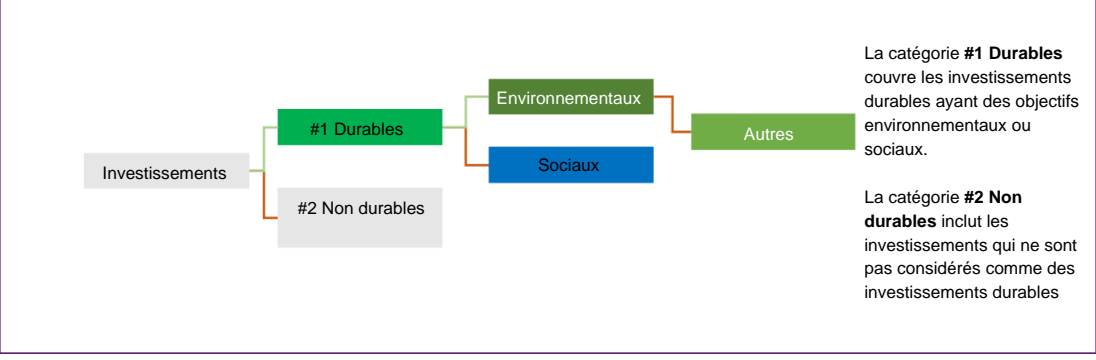 Investissements
#1 Durables
#2 Non durables
Environnementaux
Sociaux
Autres
La catégorie #1 Durables
couvre les investissements
durables ayant des objectifs
environnementaux ou
sociaux.
La catégorie #2 Non
durables inclut les
investissements qui ne sont
pas considérés comme des
investissements durables